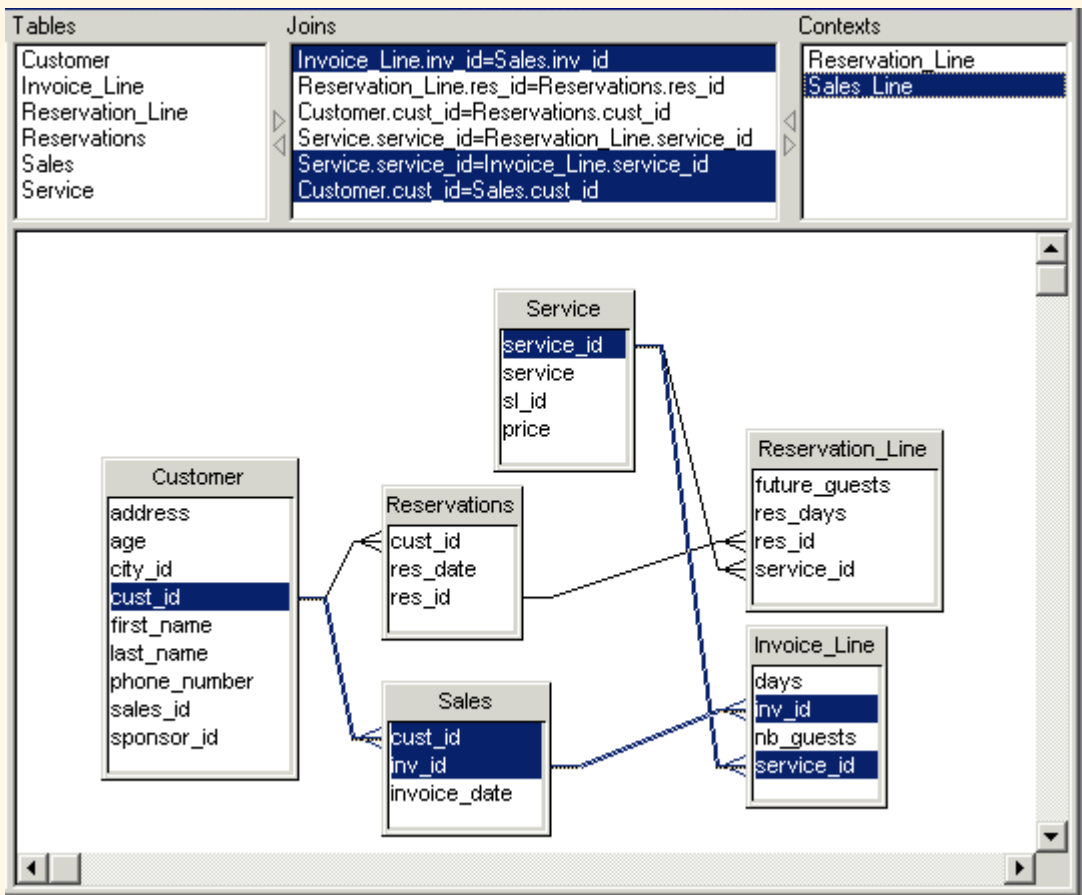 Tables
Customer
Invoice_Line
Reservation_Line
Reservations
Sales
Service
Joins
Invoice_Line.inv_id=Sales.inv_id
Reservation_Line.res_id=Reservations.res_id
Customer.cust_id=Reservations.cust_id
Service.service_id=Reservation_Line.service_id
Service.service_id=Invoice_Line.service_id
Customer.cust_id=Sales.cust_id
Contexts
Reservation_Line
Sales_Line
Service
service_id
service
sl_id
price
Customer
address
age
city_id
cust_id
first_name
last_name
phone_number
sales_id
sponsor_id
Reservations
cust_id
res_date
res_id
Sales
cust_id
inv_id
invoice_date
Reservation_Line
future_guests
res_days
res_id
service_id
Invoice_Line
days
inv_id
nb_guests
service_id